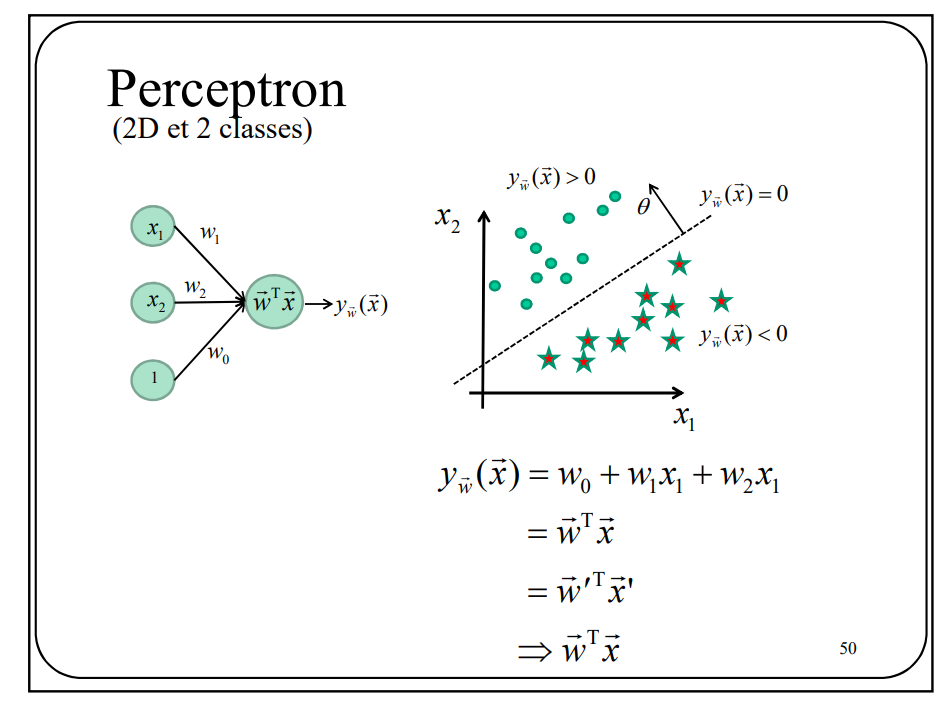 Perceptron
(2D et 2 classes)
x₁
w₁
x₂
w₂
1
w₀
w⃗ᵀx⃗
y_w⃗(x⃗)
y_w⃗(x⃗) > 0
θ
y_w⃗(x⃗) = 0
x₂
y_w⃗(x⃗) < 0
x₁
y_w⃗(x⃗) = w₀ + w₁x₁ + w₂x₁
= w⃗ᵀx⃗
= w⃗′ᵀx⃗'
⇒ w⃗ᵀx⃗
50